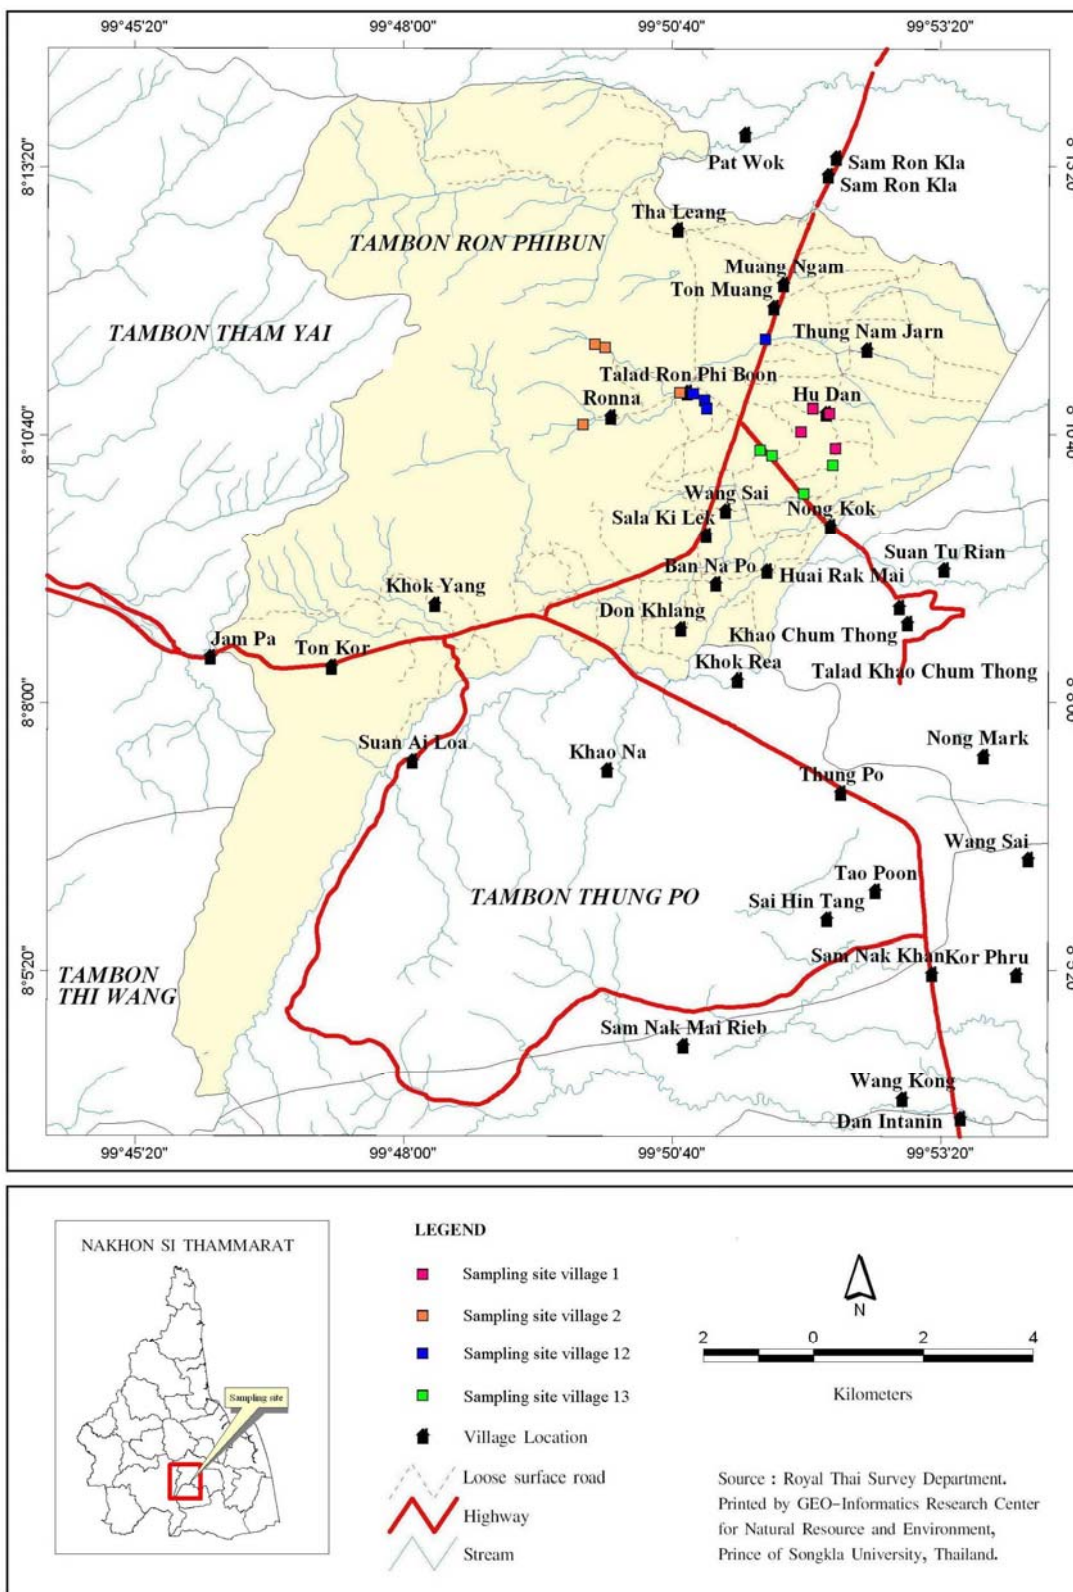 99°45'20" 99°48'00" 99°50'40" 99°53'20"
8°13'20"
Pat Wok
Sam Ron Kla
Sam Ron Kla
Tha Leang
TAMBON RON PHIBUN
Muang Ngam
Ton Muang
TAMBON THAM YAI
Thung Nam Jarn
Talad Ron Phi Boon
Ronna
Hu Dan
8°10'40"
Wang Sai
Sala Ki Lek
Nong Kok
Suan Tu Rian
Ban Na Po
Huai Rak Mai
Khok Yang
Don Khlang
Khao Chum Thong
Jam Pa
Ton Kor
Khok Rea
Talad Khao Chum Thong
8°8'00"
Suan Ai Loa
Khao Na
Nong Mark
Thung Po
Wang Sai
Tao Poon
TAMBON THUNG PO
Sai Hin Tang
8°5'20"
TAMBON
THI WANG
Sam Nak Khan
Kor Phru
Sam Nak Mai Rieb
Wang Kong
Dan Intanin
99°45'20" 99°48'00" 99°50'40" 99°53'20"
NAKHON SI THAMMARAT
Sampling site
LEGEND
Sampling site village 1
Sampling site village 2
Sampling site village 12
Sampling site village 13
Village Location
Loose surface road
Highway
Stream
N
2 0 2 4
Kilometers
Source : Royal Thai Survey Department.
Printed by GEO-Informatics Research Center
for Natural Resource and Environment,
Prince of Songkla University, Thailand.